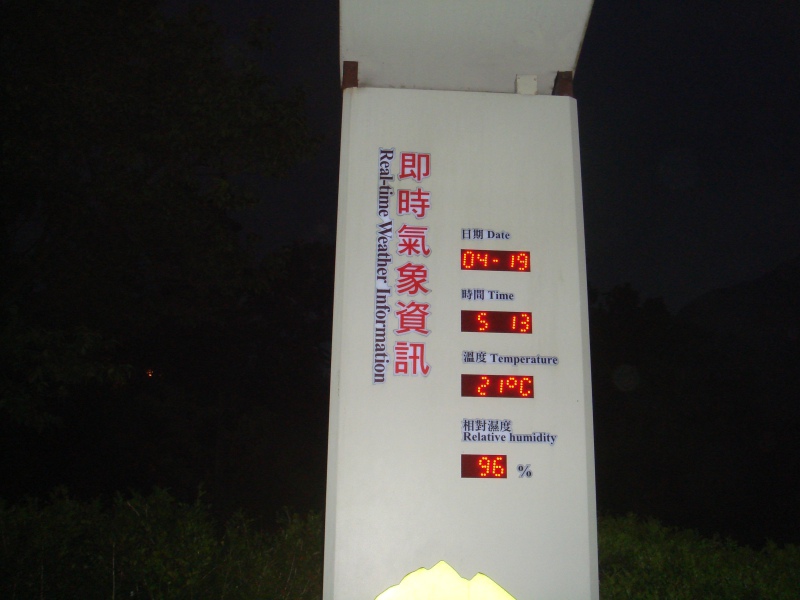 即時氣象資訊
Real-time Weather Information
日期 Date
04-19
時間 Time
5 13
溫度 Temperature
21°C
相對濕度
Relative humidity
96 %